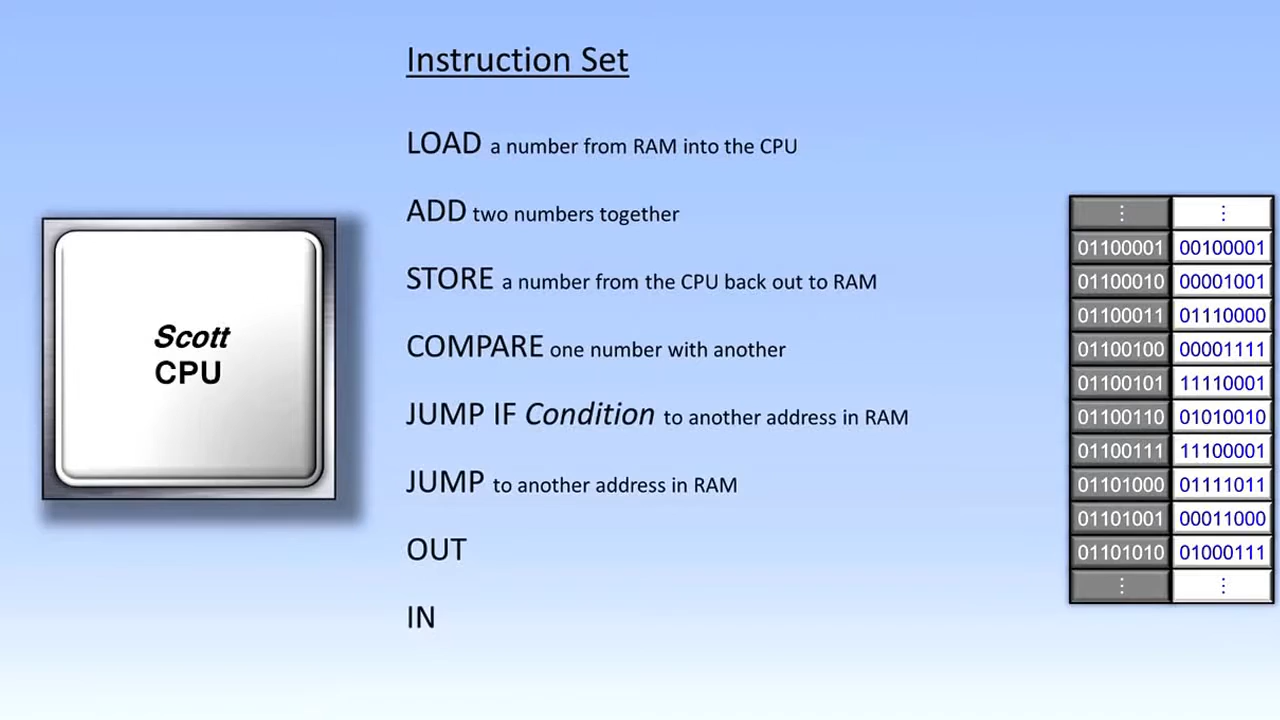 Instruction Set
LOAD a number from RAM into the CPU
ADD two numbers together
STORE a number from the CPU back out to RAM
COMPARE one number with another
JUMP IF Condition to another address in RAM
JUMP to another address in RAM
OUT
IN
Scott
CPU
⋮ ⋮
01100001 00100001
01100010 00001001
01100011 01110000
01100100 00001111
01100101 11110001
01100110 01010010
01100111 11100001
01101000 01111011
01101001 00011000
01101010 01000111
⋮ ⋮